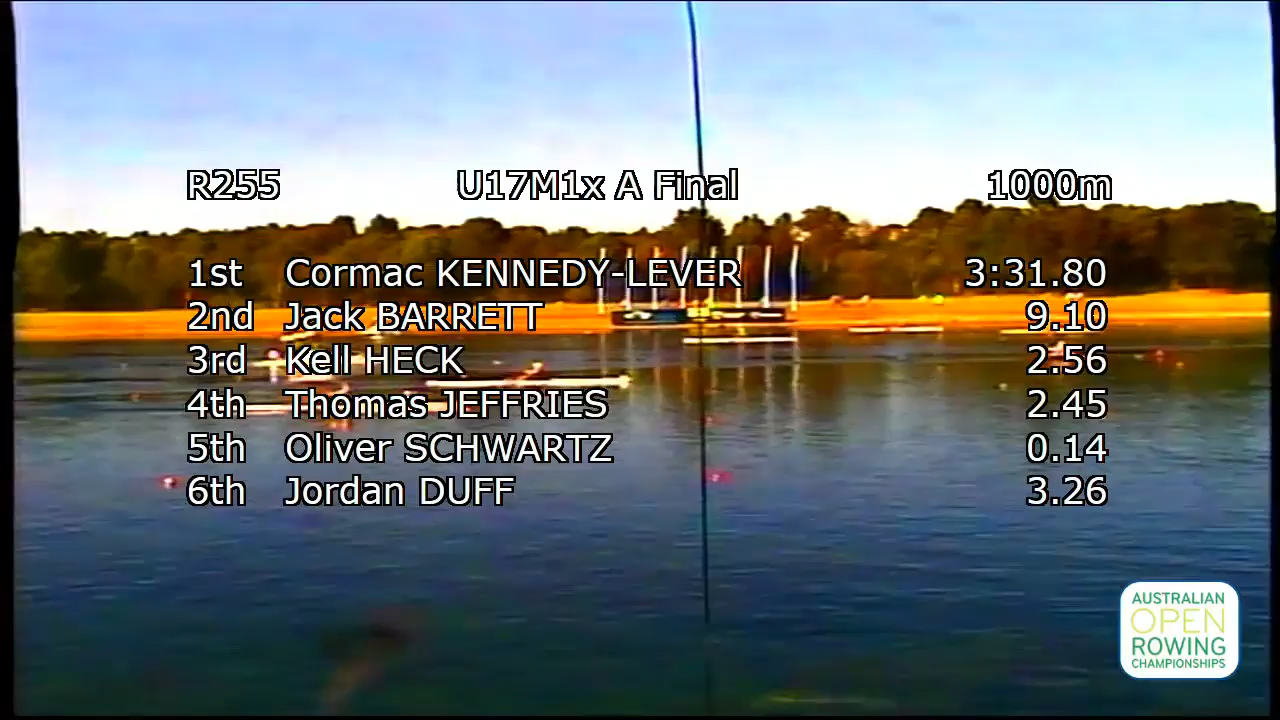 R255 U17M1x A Final 1000m
1st Cormac KENNEDY-LEVER 3:31.80
2nd Jack BARRETT 9.10
3rd Kell HECK 2.56
4th Thomas JEFFRIES 2.45
5th Oliver SCHWARTZ 0.14
6th Jordan DUFF 3.26
AUSTRALIAN
OPEN
ROWING
CHAMPIONSHIPS